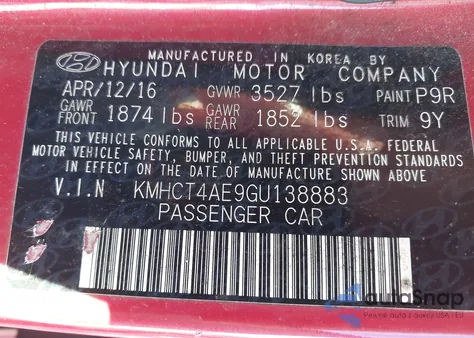 MANUFACTURED IN KOREA BY
HYUNDAI MOTOR COMPANY
APR/12/16 GVWR 3527 lbs PAINT P9R
GAWR FRONT 1874 lbs GAWR REAR 1852 lbs TRIM 9Y
THIS VEHICLE CONFORMS TO ALL APPLICABLE U.S.A. FEDERAL
MOTOR VEHICLE SAFETY, BUMPER, AND THEFT PREVENTION STANDARDS
IN EFFECT ON THE DATE OF MANUFACTURE SHOWN ABOVE.
V.I.N KMHCT4AE9GU138883
PASSENGER CAR
autoSnap